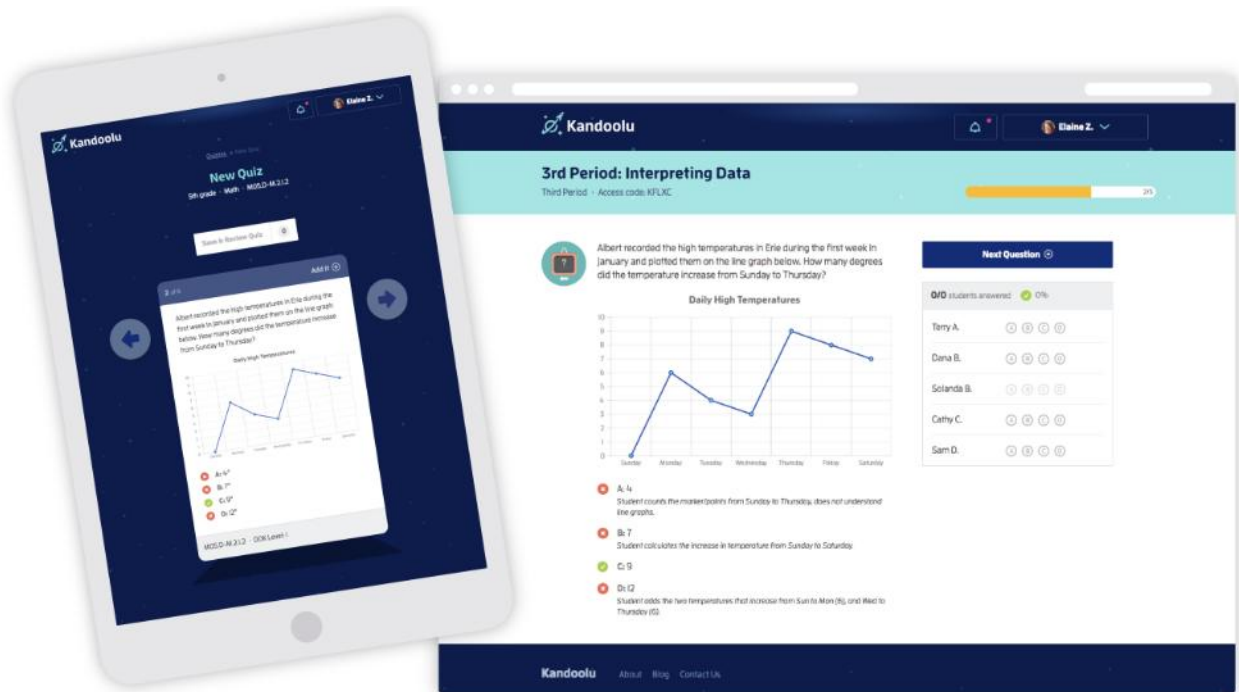 Kandoolu
Elaine Z.
Quizzes > New Quiz
New Quiz
5th grade · Math · M05.D-M.2.1.2
Save & Review Quiz 0
3 of 6
Add It
Albert recorded the high temperatures in Erie during the
first week in January and plotted them on the line graph
below. How many degrees did the temperature increase
from Sunday to Thursday?
Daily High Temperatures
A: 4°
B: 7°
C: 9°
D: 12°
M05.D-M.2.1.2 · DOK Level: 1
Kandoolu
Elaine Z.
3rd Period: Interpreting Data
Third Period · Access code: KFLXC
2/3
Albert recorded the high temperatures in Erie during the first week in
January and plotted them on the line graph below. How many degrees
did the temperature increase from Sunday to Thursday?
Daily High Temperatures
10
9
8
7
6
5
4
3
2
1
0
Sunday Monday Tuesday Wednesday Thursday Friday Saturday
A: 4
Student counts the marker/points from Sunday to Thursday, does not understand
line graphs.
B: 7
Student calculates the increase in temperature from Sunday to Saturday.
C: 9
D: 12
Student adds the two temperatures that increase from Sun to Mon (6), and Wed to
Thursday (6).
Next Question
0/0 students answered 0%
Terry A. A B C D
Dana B. A B C D
Solanda B. A B C D
Cathy C. A B C D
Sam D. A B C D
Kandoolu About Blog Contact Us